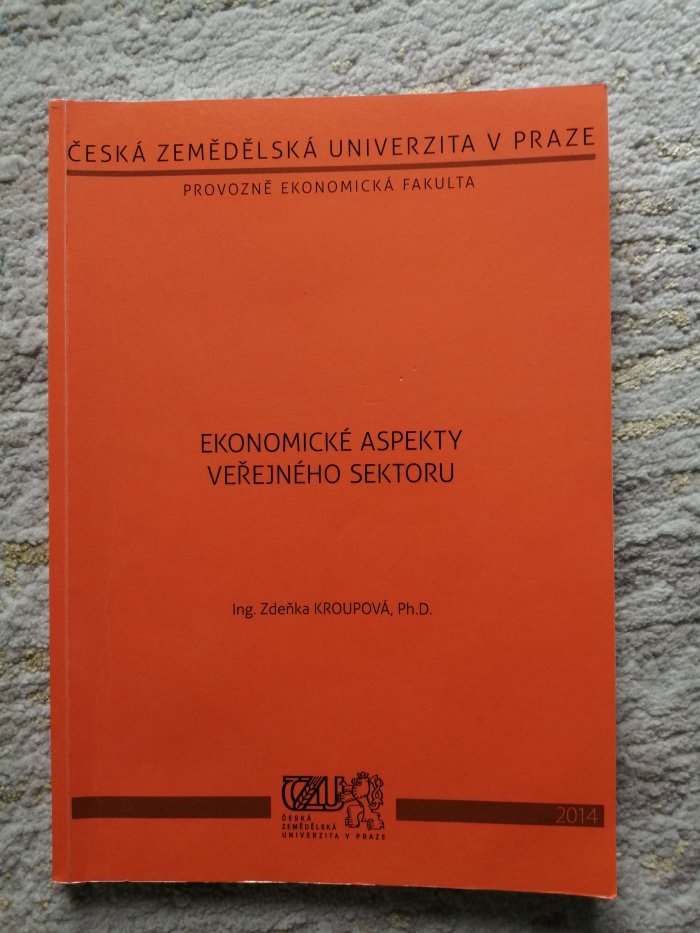 ČESKÁ ZEMĚDĚLSKÁ UNIVERZITA V PRAZE
PROVOZNĚ EKONOMICKÁ FAKULTA
EKONOMICKÉ ASPEKTY
VEŘEJNÉHO SEKTORU
Ing. Zdeňka KROUPOVÁ, Ph.D.
ČZU
ČESKÁ
ZEMĚDĚLSKÁ
UNIVERZITA V PRAZE
2014